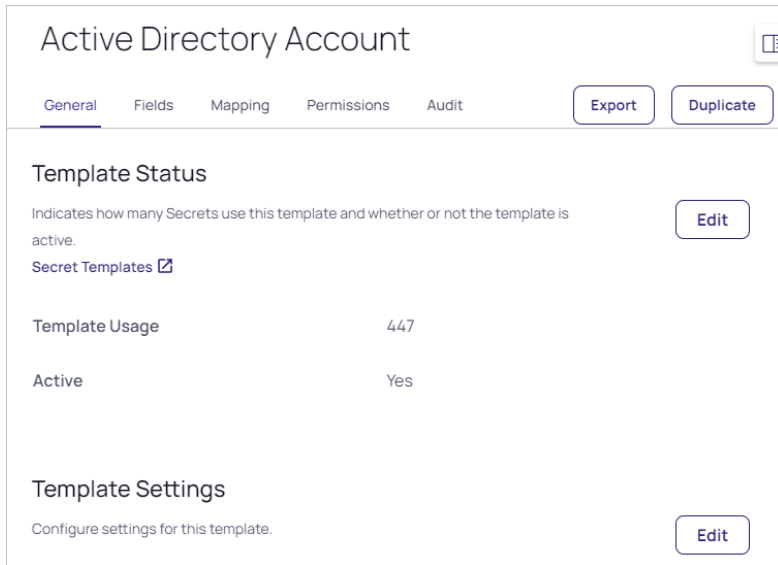 Active Directory Account
General Fields Mapping Permissions Audit Export Duplicate
Template Status
Indicates how many Secrets use this template and whether or not the template is
active.
Edit
Secret Templates
Template Usage 447
Active Yes
Template Settings
Configure settings for this template.
Edit